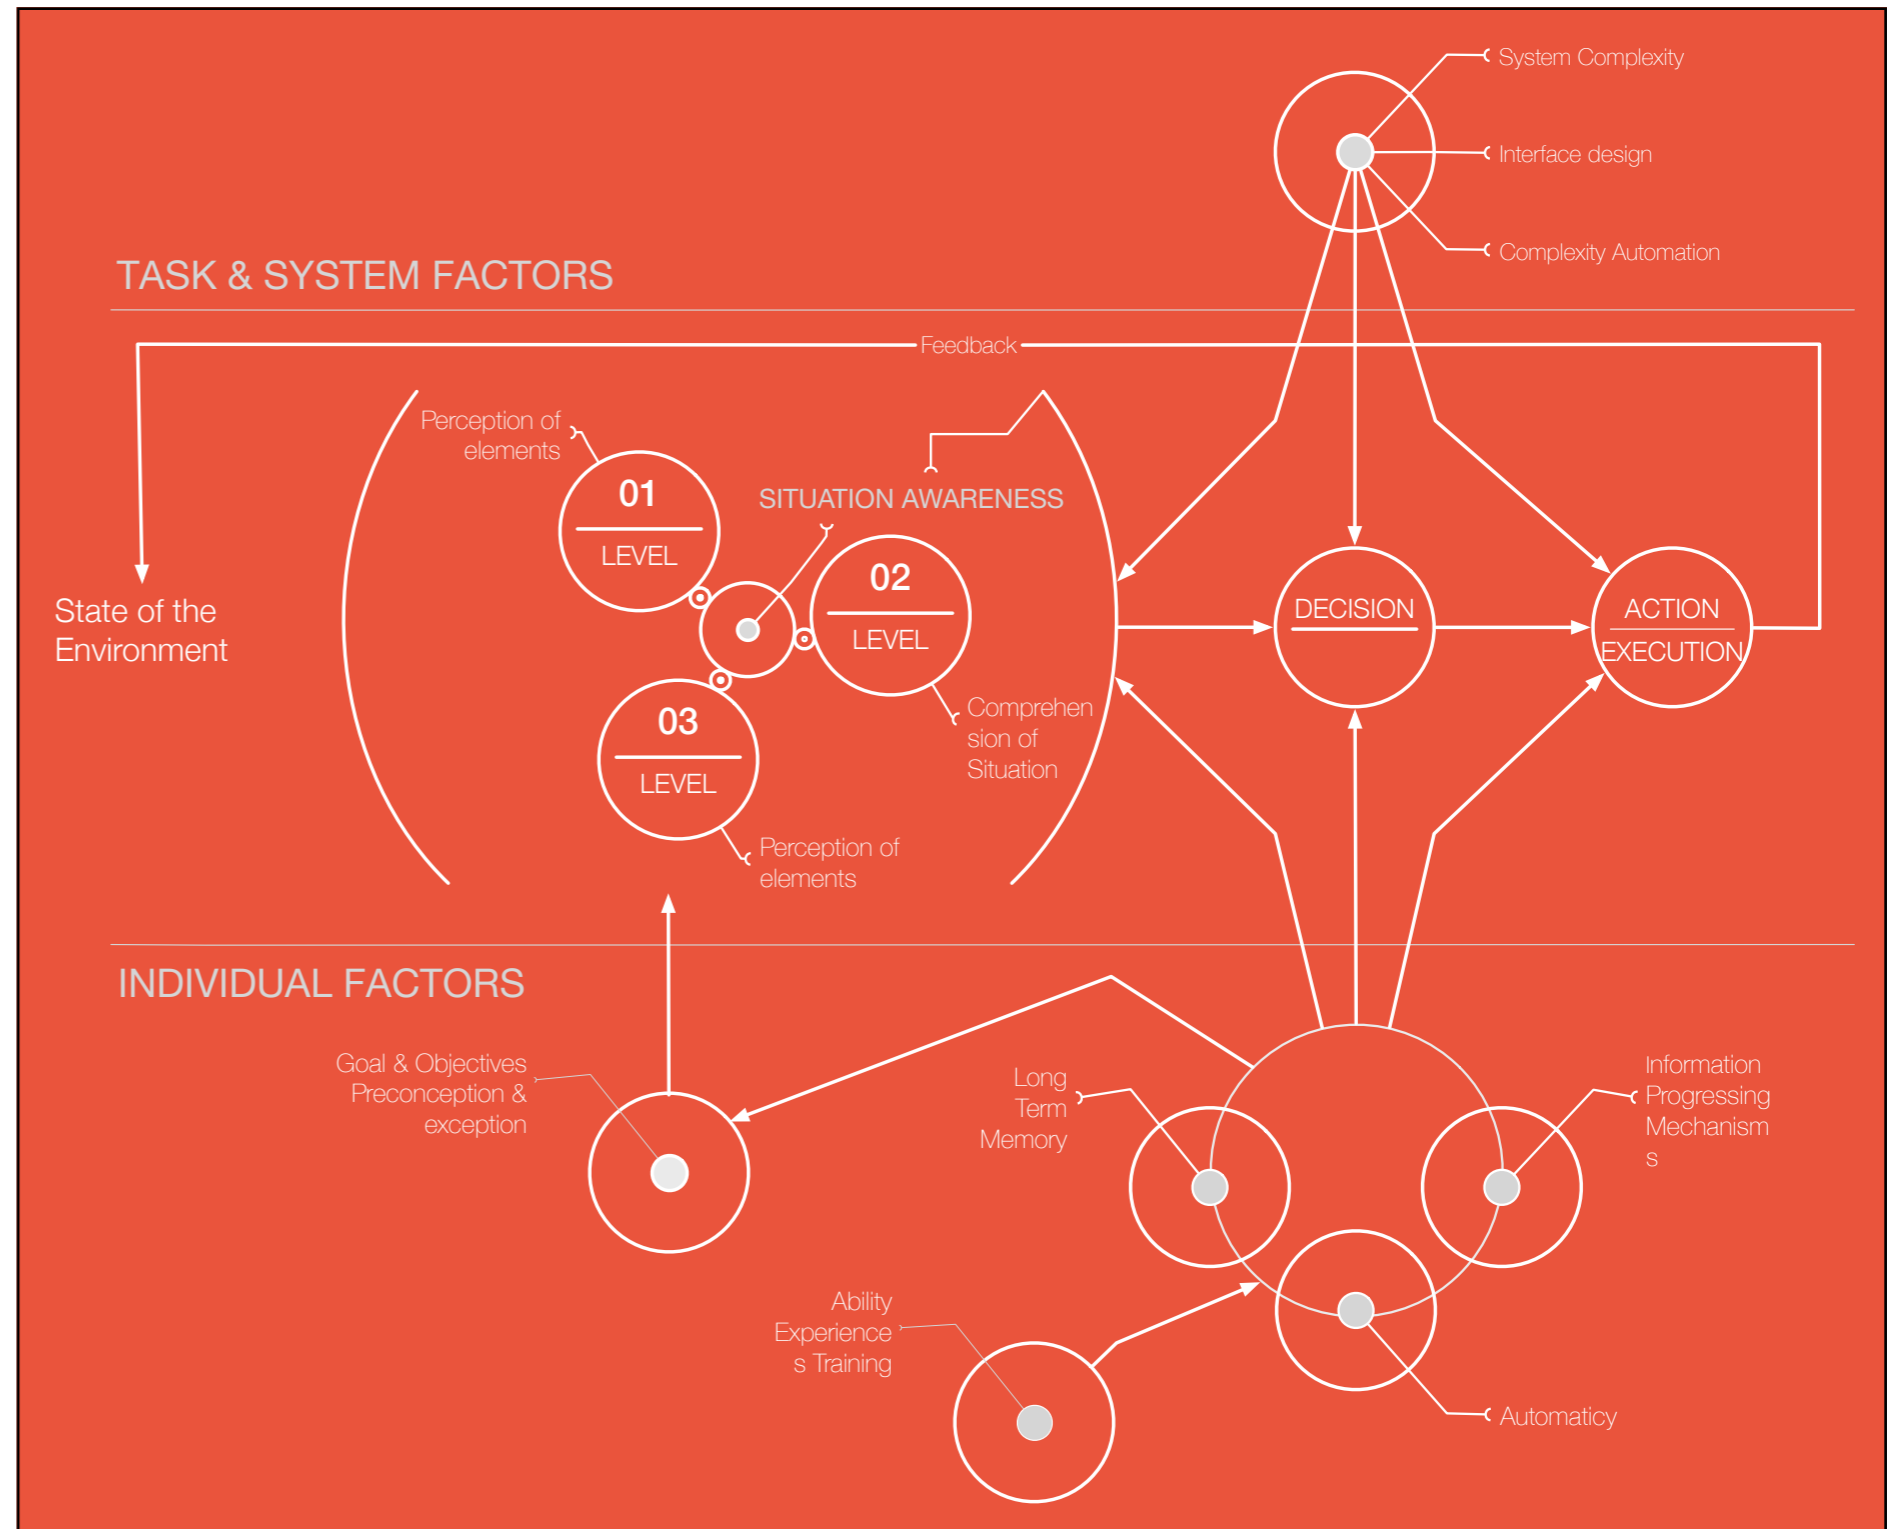 System Complexity
Interface design
Complexity Automation
TASK & SYSTEM FACTORS
Feedback
Perception of
elements
01
LEVEL
SITUATION AWARENESS
02
LEVEL
State of the
Environment
DECISION
ACTION
EXECUTION
03
LEVEL
Comprehen
sion of
Situation
Perception of
elements
INDIVIDUAL FACTORS
Goal & Objectives
Preconception &
exception
Long
Term
Memory
Information
Progressing
Mechanism
s
Ability
Experience
s Training
Automaticy